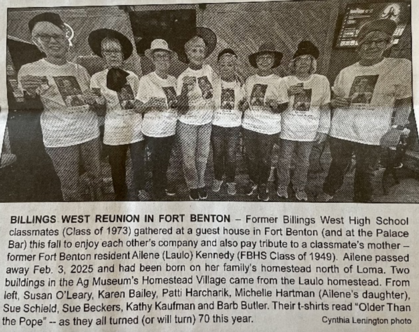 BILLINGS WEST REUNION IN FORT BENTON – Former Billings West High School
classmates (Class of 1973) gathered at a guest house in Fort Benton (and at the Palace
Bar) this fall to enjoy each other's company and also pay tribute to a classmate's mother –
former Fort Benton resident Ailene (Laulo) Kennedy (FBHS Class of 1949). Ailene passed
away Feb. 3, 2025 and had been born on her family's homestead north of Loma. Two
buildings in the Ag Museum's Homestead Village came from the Laulo homestead. From
left, Susan O'Leary, Karen Bailey, Patti Harcharik, Michelle Hartman (Ailene's daughter),
Sue Schield, Sue Beckers, Kathy Kaufman and Barb Butler. Their t-shirts read "Older Than
the Pope" -- as they all turned (or will turn) 70 this year.
Cynthia Lenington photo